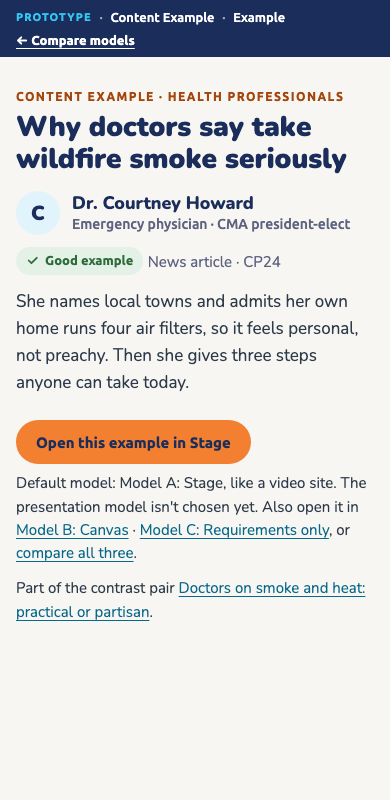 PROTOTYPE · Content Example · Example
← Compare models
CONTENT EXAMPLE · HEALTH PROFESSIONALS
Why doctors say take
wildfire smoke seriously
C
Dr. Courtney Howard
Emergency physician · CMA president-elect
✓ Good example News article · CP24
She names local towns and admits her own
home runs four air filters, so it feels personal,
not preachy. Then she gives three steps
anyone can take today.
Open this example in Stage
Default model: Model A: Stage, like a video site. The
presentation model isn't chosen yet. Also open it in
Model B: Canvas · Model C: Requirements only, or
compare all three.
Part of the contrast pair Doctors on smoke and heat:
practical or partisan.